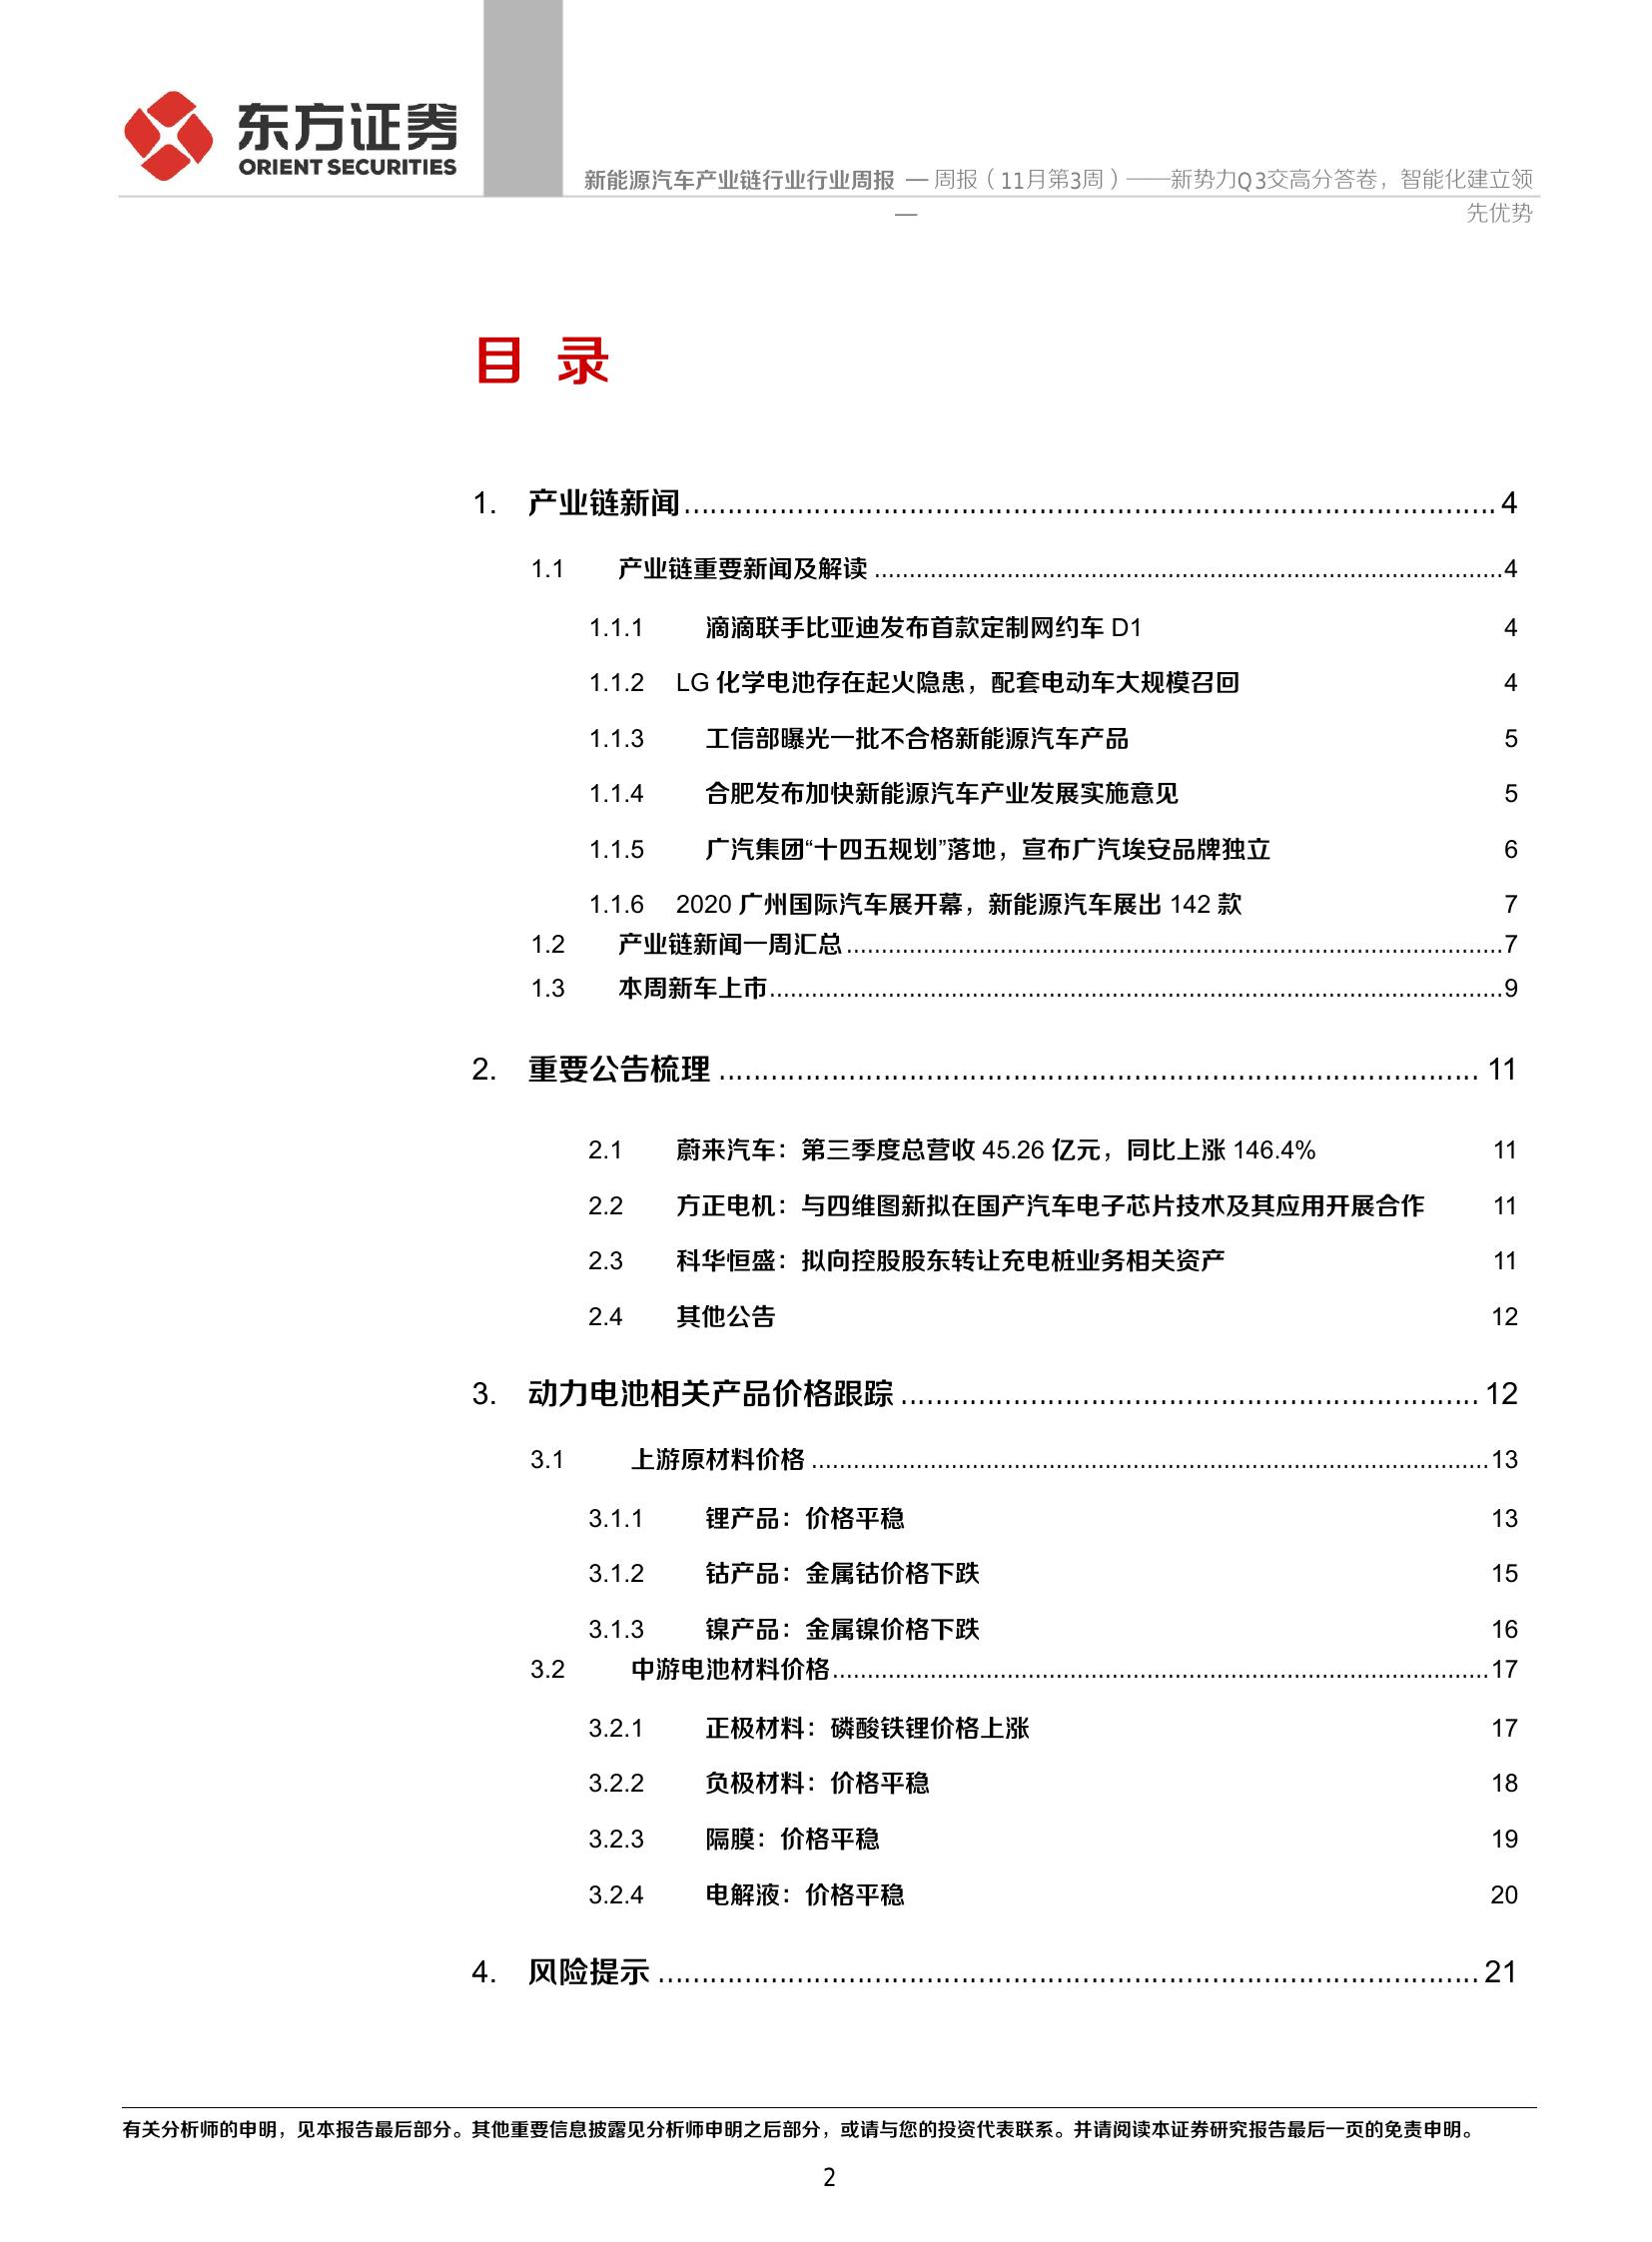 东方证券
ORIENT SECURITIES
新能源汽车产业链行业行业周报 — 周报（11月第3周）——新势力Q3交高分答卷，智能化建立领
— 先优势
目 录
1. 产业链新闻 4
1.1 产业链重要新闻及解读 4
1.1.1 滴滴联手比亚迪发布首款定制网约车 D1 4
1.1.2 LG 化学电池存在起火隐患，配套电动车大规模召回 4
1.1.3 工信部曝光一批不合格新能源汽车产品 5
1.1.4 合肥发布加快新能源汽车产业发展实施意见 5
1.1.5 广汽集团“十四五规划”落地，宣布广汽埃安品牌独立 6
1.1.6 2020 广州国际汽车展开幕，新能源汽车展出 142 款 7
1.2 产业链新闻一周汇总 7
1.3 本周新车上市 9
2. 重要公告梳理 11
2.1 蔚来汽车：第三季度总营收 45.26 亿元，同比上涨 146.4% 11
2.2 方正电机：与四维图新拟在国产汽车电子芯片技术及其应用开展合作 11
2.3 科华恒盛：拟向控股股东转让充电桩业务相关资产 11
2.4 其他公告 12
3. 动力电池相关产品价格跟踪 12
3.1 上游原材料价格 13
3.1.1 锂产品：价格平稳 13
3.1.2 钴产品：金属钴价格下跌 15
3.1.3 镍产品：金属镍价格下跌 16
3.2 中游电池材料价格 17
3.2.1 正极材料：磷酸铁锂价格上涨 17
3.2.2 负极材料：价格平稳 18
3.2.3 隔膜：价格平稳 19
3.2.4 电解液：价格平稳 20
4. 风险提示 21
有关分析师的申明，见本报告最后部分。其他重要信息披露见分析师申明之后部分，或请与您的投资代表联系。并请阅读本证券研究报告最后一页的免责申明。
2